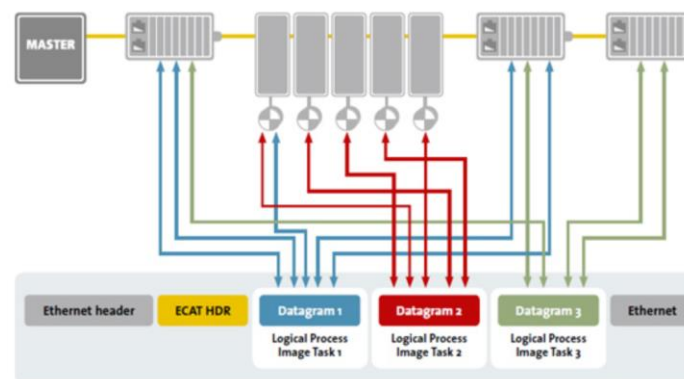 MASTER
Ethernet header
ECAT HDR
Datagram 1
Datagram 2
Datagram 3
Ethernet
Logical Process
Image Task 1
Logical Process
Image Task 2
Logical Process
Image Task 3